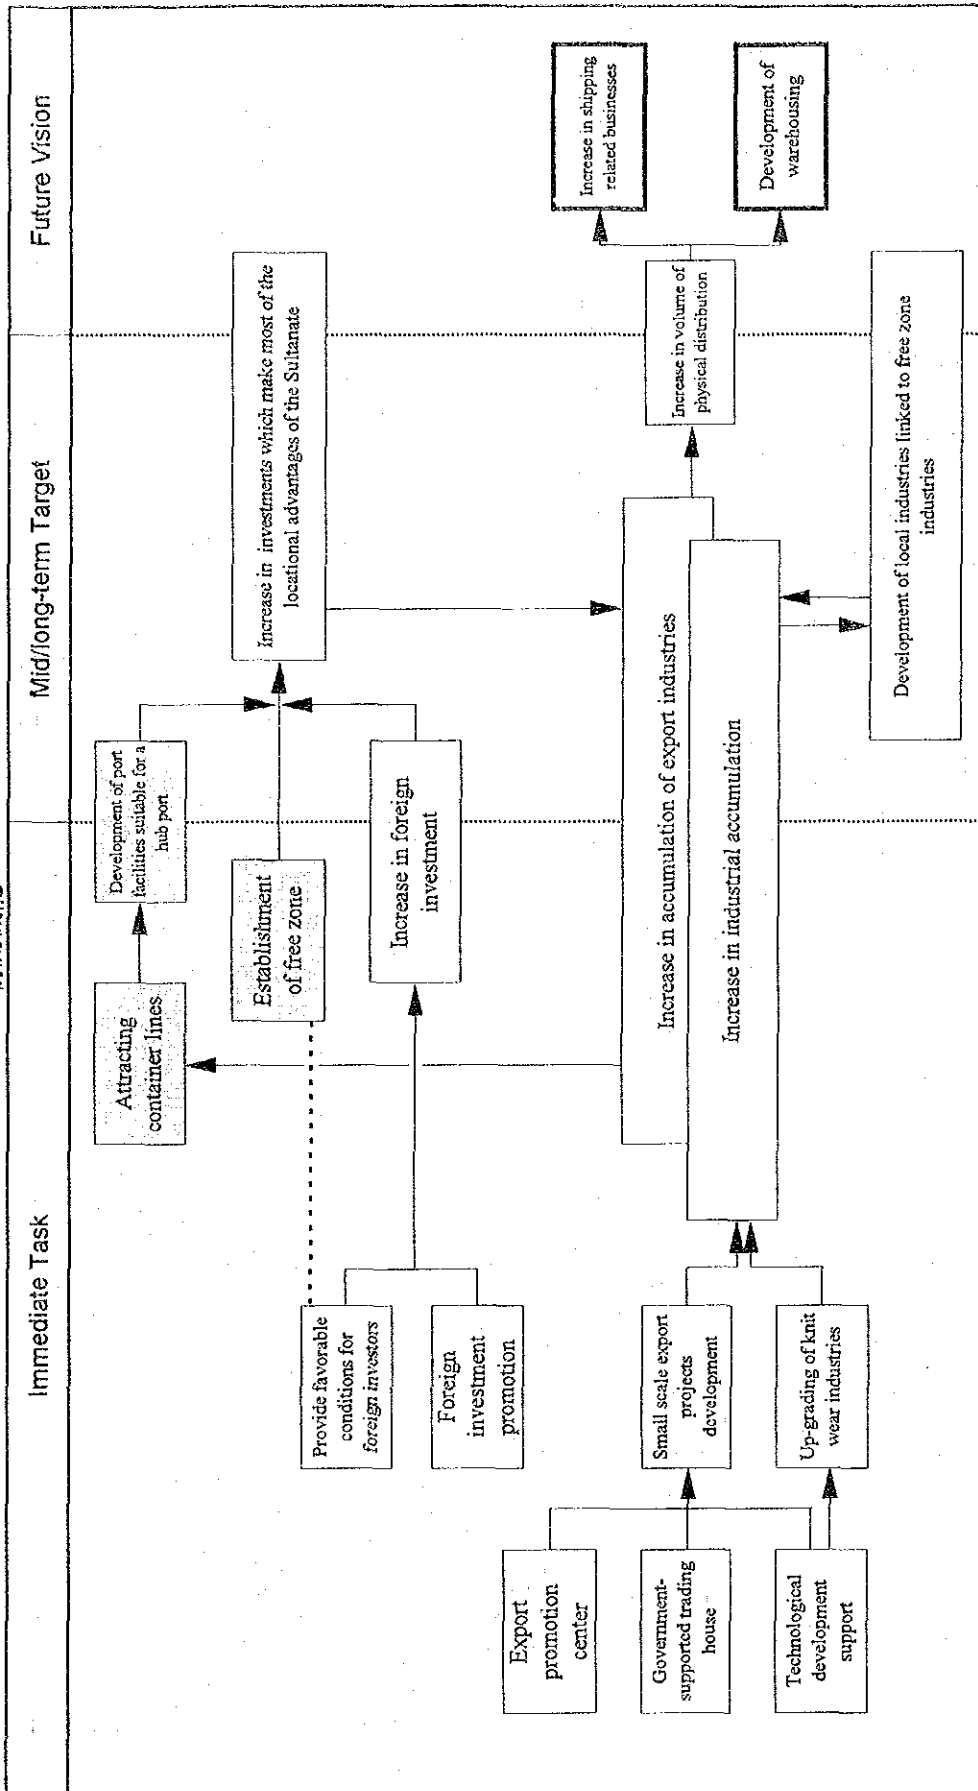 Immediate Task
Mid/long-term Target
Future Vision
Attracting
container lines
Development of port
facilities suitable for a
hub port
Establishment
of free zone
Increase in investments which make most of the
locational advantages of the Sultanate
Provide favorable
conditions for
foreign investors
Foreign
investment
promotion
Increase in foreign
investment
Export
promotion
center
Government-
supported trading
house
Technological
development
support
Small scale export
projects
development
Up-grading of knit
wear industries
Increase in accumulation of export industries
Increase in industrial accumulation
Increase in volume of
physical distribution
Increase in shipping
related businesses
Development of
warehousing
Development of local industries linked to free zone
industries